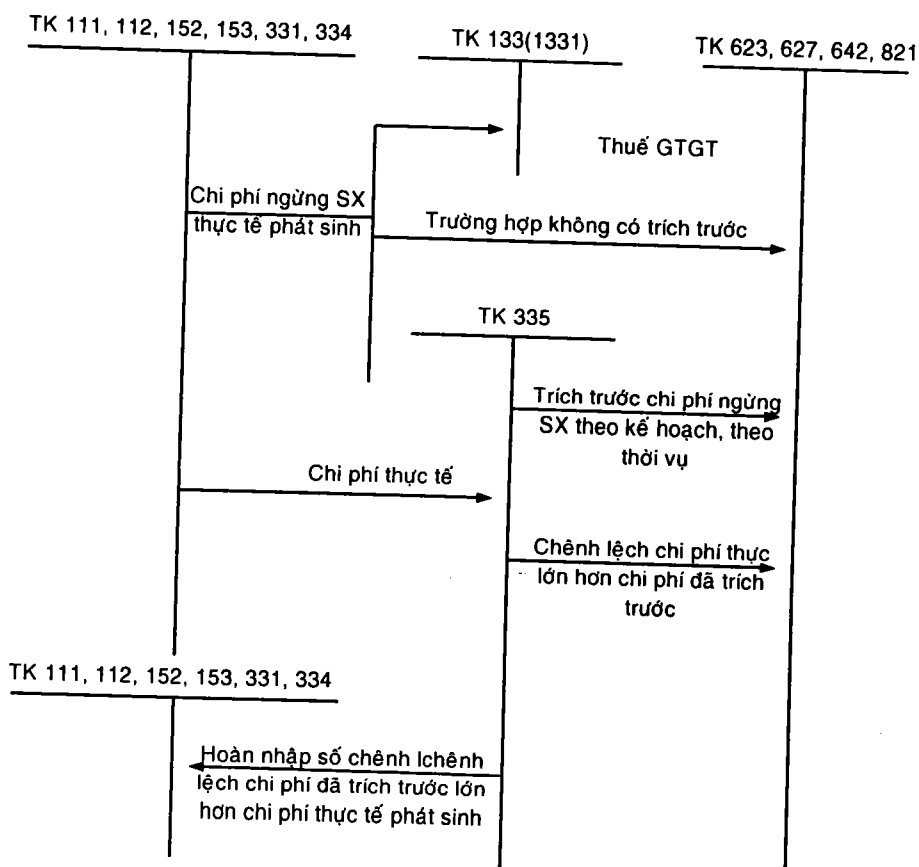 TK 111, 112, 152, 153, 331, 334
TK 133(1331)
TK 623, 627, 642, 821
Thuế GTGT
Chi phí ngừng SX
thực tế phát sinh
Trường hợp không có trích trước
TK 335
Trích trước chi phí ngừng
SX theo kế hoạch, theo
thời vụ
Chi phí thực tế
Chênh lệch chi phí thực
lớn hơn chi phí đã trích
trước
TK 111, 112, 152, 153, 331, 334
Hoàn nhập số chênh lchênh
lệch chi phí đã trích trước lớn
hơn chi phí thực tế phát sinh